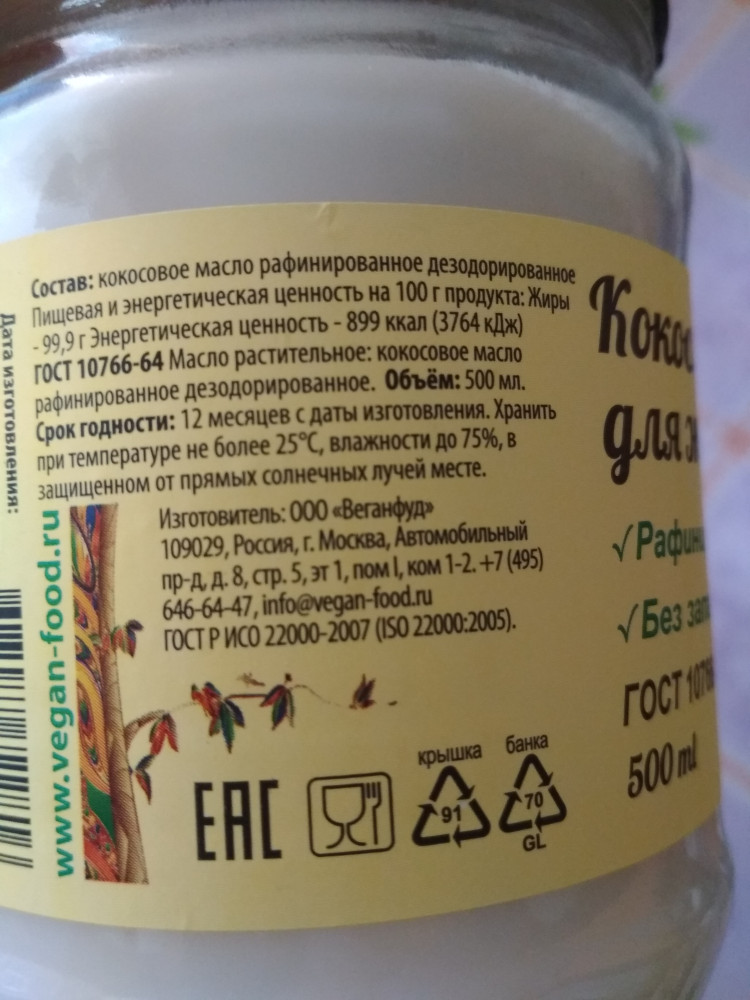 Состав: кокосовое масло рафинированное дезодорированное
Пищевая и энергетическая ценность на 100 г продукта: Жиры
- 99,9 г Энергетическая ценность - 899 ккал (3764 кДж)
ГОСТ 10766-64 Масло растительное: кокосовое масло
рафинированное дезодорированное. Объём: 500 мл.
Срок годности: 12 месяцев с даты изготовления. Хранить
при температуре не более 25°С, влажности до 75%, в
защищенном от прямых солнечных лучей месте.
Изготовитель: ООО «Веганфуд»
109029, Россия, г. Москва, Автомобильный
пр-д, д. 8, стр. 5, эт 1, пом I, ком 1-2. +7 (495)
646-64-47, info@vegan-food.ru
ГОСТ Р ИСО 22000-2007 (ISO 22000:2005).
www.vegan-food.ru
Дата изготовления:
EAC
крышка
91
банка
70
GL
Коко
для
√Рафин
√Без зап
ГОСТ 10766
500 ml